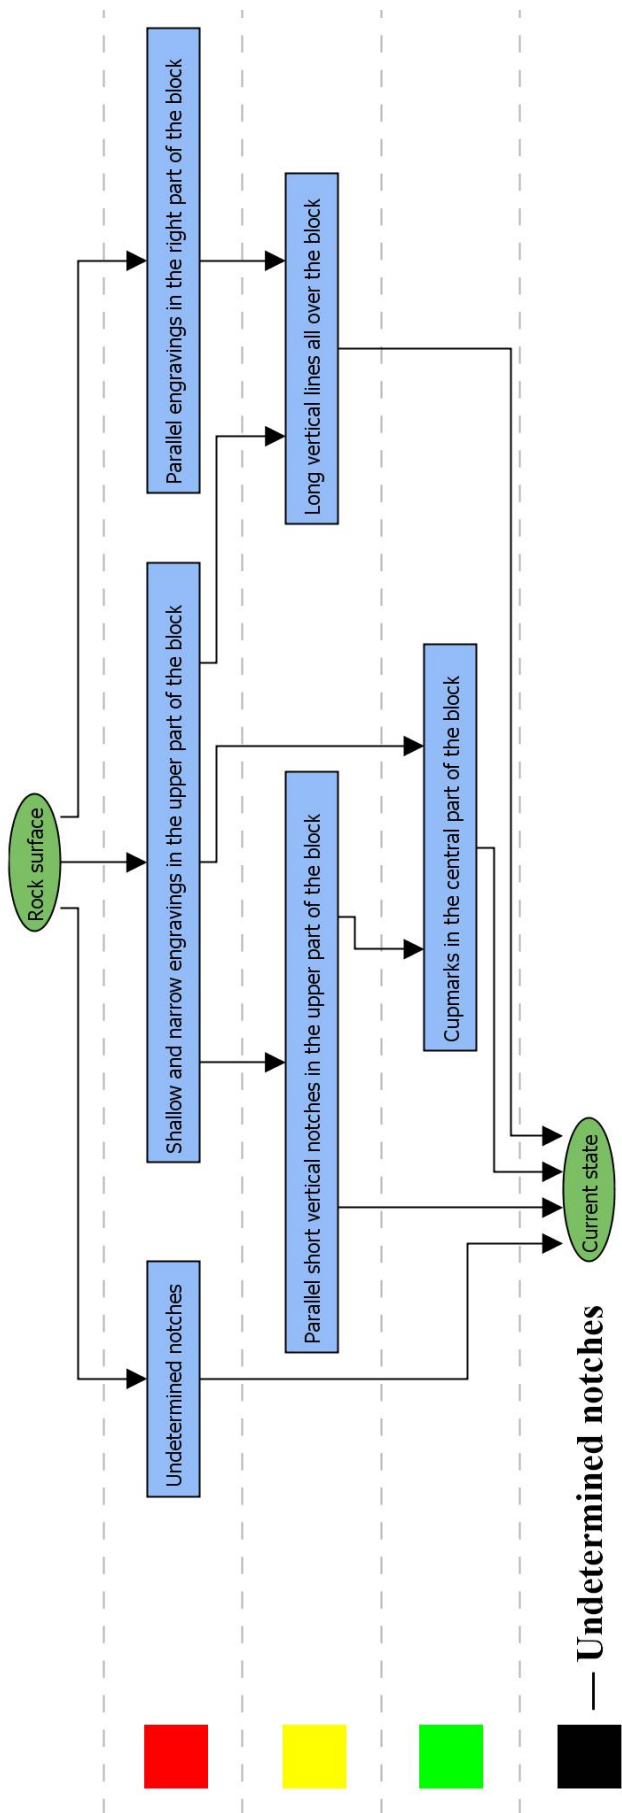 Rock surface
Undetermined notches
Shallow and narrow engravings in the upper part of the block
Parallel engravings in the right part of the block
Parallel short vertical notches in the upper part of the block
Long vertical lines all over the block
Cupmarks in the central part of the block
— Undetermined notches
Current state